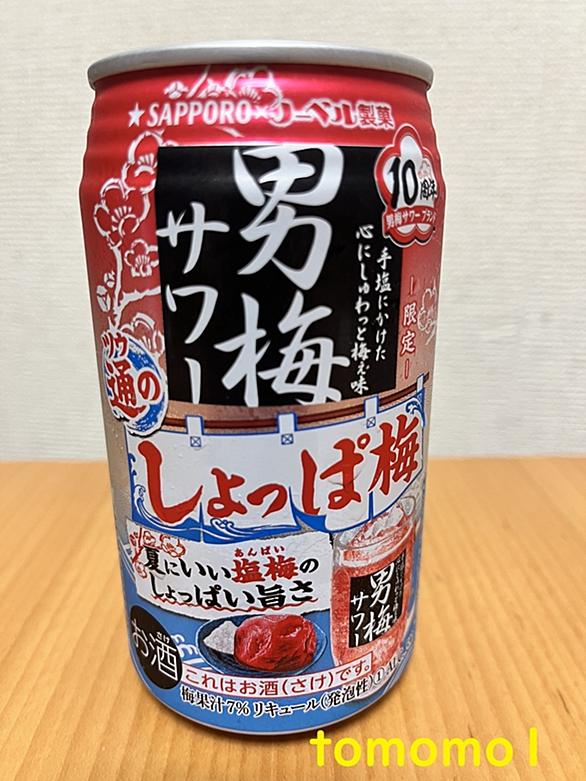 ★SAPPORO×ノーベル製菓
10周年
男梅サワーブランド
男梅
サワー
手塩にかけた
心にしゅわっと梅ぇ味
限定
ツウ
通の
しょっぱ梅
夏にいい塩梅の
あんばい
しょっぱい旨さ
男梅
サワー
お酒
さけ
これはお酒(さけ)です。
梅果汁7% リキュール(発泡性)①
tomomo1